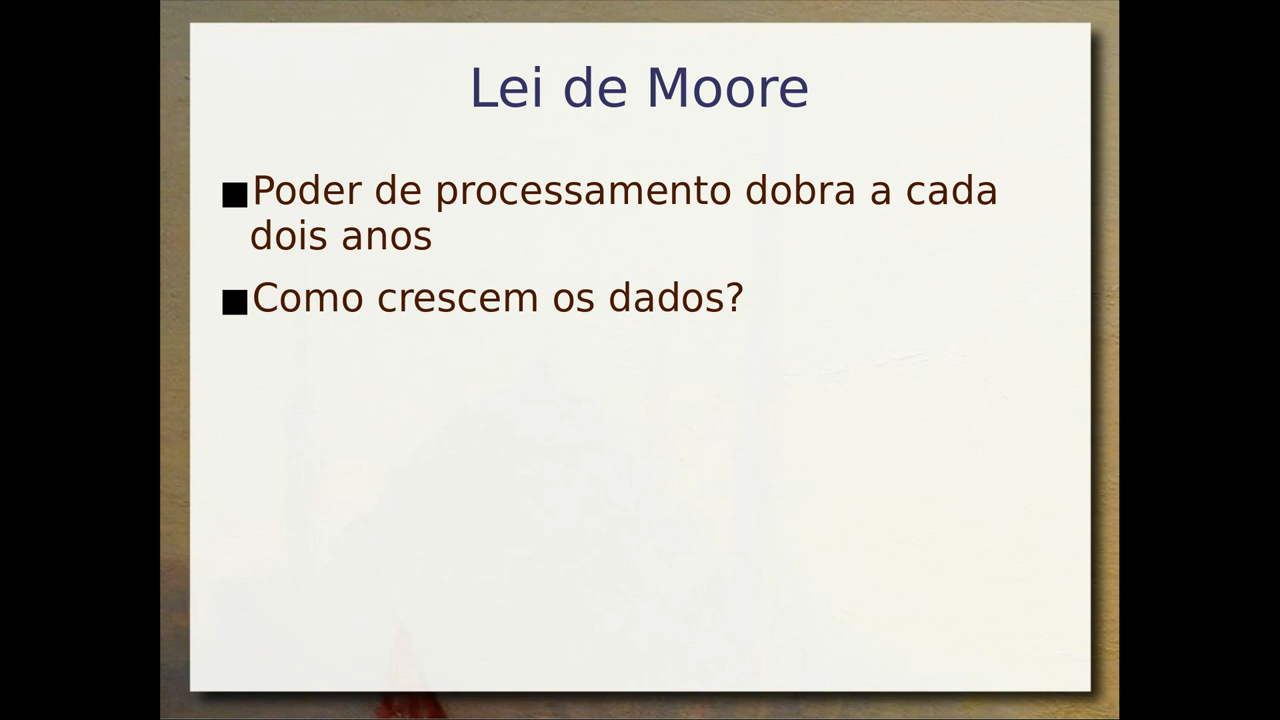 Lei de Moore
■Poder de processamento dobra a cada
dois anos
■Como crescem os dados?